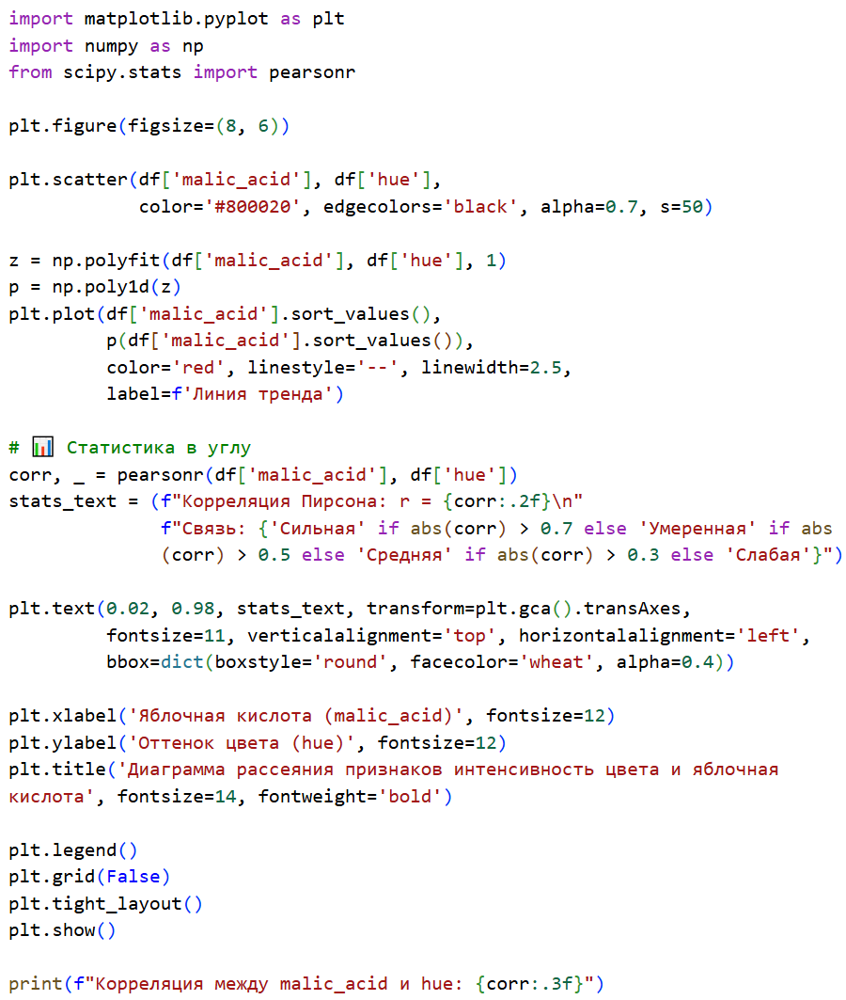 import matplotlib.pyplot as plt
import numpy as np
from scipy.stats import pearsonr

plt.figure(figsize=(8, 6))

plt.scatter(df['malic_acid'], df['hue'],
            color='#800020', edgecolors='black', alpha=0.7, s=50)

z = np.polyfit(df['malic_acid'], df['hue'], 1)
p = np.poly1d(z)
plt.plot(df['malic_acid'].sort_values(),
         p(df['malic_acid'].sort_values()),
         color='red', linestyle='--', linewidth=2.5,
         label=f'Линия тренда')

# 📊 Статистика в углу
corr, _ = pearsonr(df['malic_acid'], df['hue'])
stats_text = (f"Корреляция Пирсона: r = {corr:.2f}\n"
              f"Связь: {'Сильная' if abs(corr) > 0.7 else 'Умеренная' if abs
              (corr) > 0.5 else 'Средняя' if abs(corr) > 0.3 else 'Слабая'}")

plt.text(0.02, 0.98, stats_text, transform=plt.gca().transAxes,
         fontsize=11, verticalalignment='top', horizontalalignment='left',
         bbox=dict(boxstyle='round', facecolor='wheat', alpha=0.4))

plt.xlabel('Яблочная кислота (malic_acid)', fontsize=12)
plt.ylabel('Оттенок цвета (hue)', fontsize=12)
plt.title('Диаграмма рассеяния признаков интенсивность цвета и яблочная
кислота', fontsize=14, fontweight='bold')

plt.legend()
plt.grid(False)
plt.tight_layout()
plt.show()

print(f"Корреляция между malic_acid и hue: {corr:.3f}")